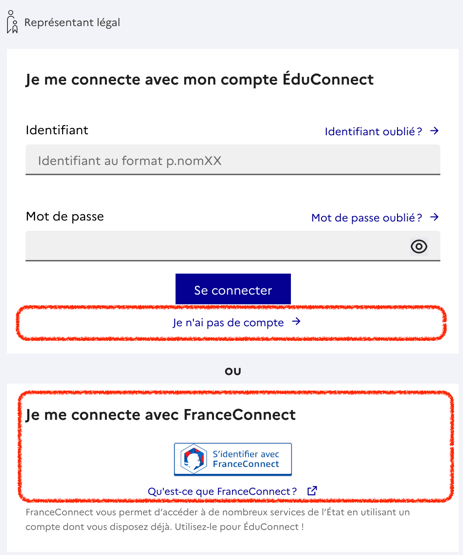 Représentant légal
Je me connecte avec mon compte ÉduConnect
Identifiant
Identifiant oublié ? →
Identifiant au format p.nomXX
Mot de passe
Mot de passe oublié ? →
Se connecter
Je n'ai pas de compte →
ou
Je me connecte avec FranceConnect
S'identifier avec
FranceConnect
Qu'est-ce que FranceConnect ?
FranceConnect vous permet d'accéder à de nombreux services de l'État en utilisant un
compte dont vous disposez déjà. Utilisez-le pour ÉduConnect !